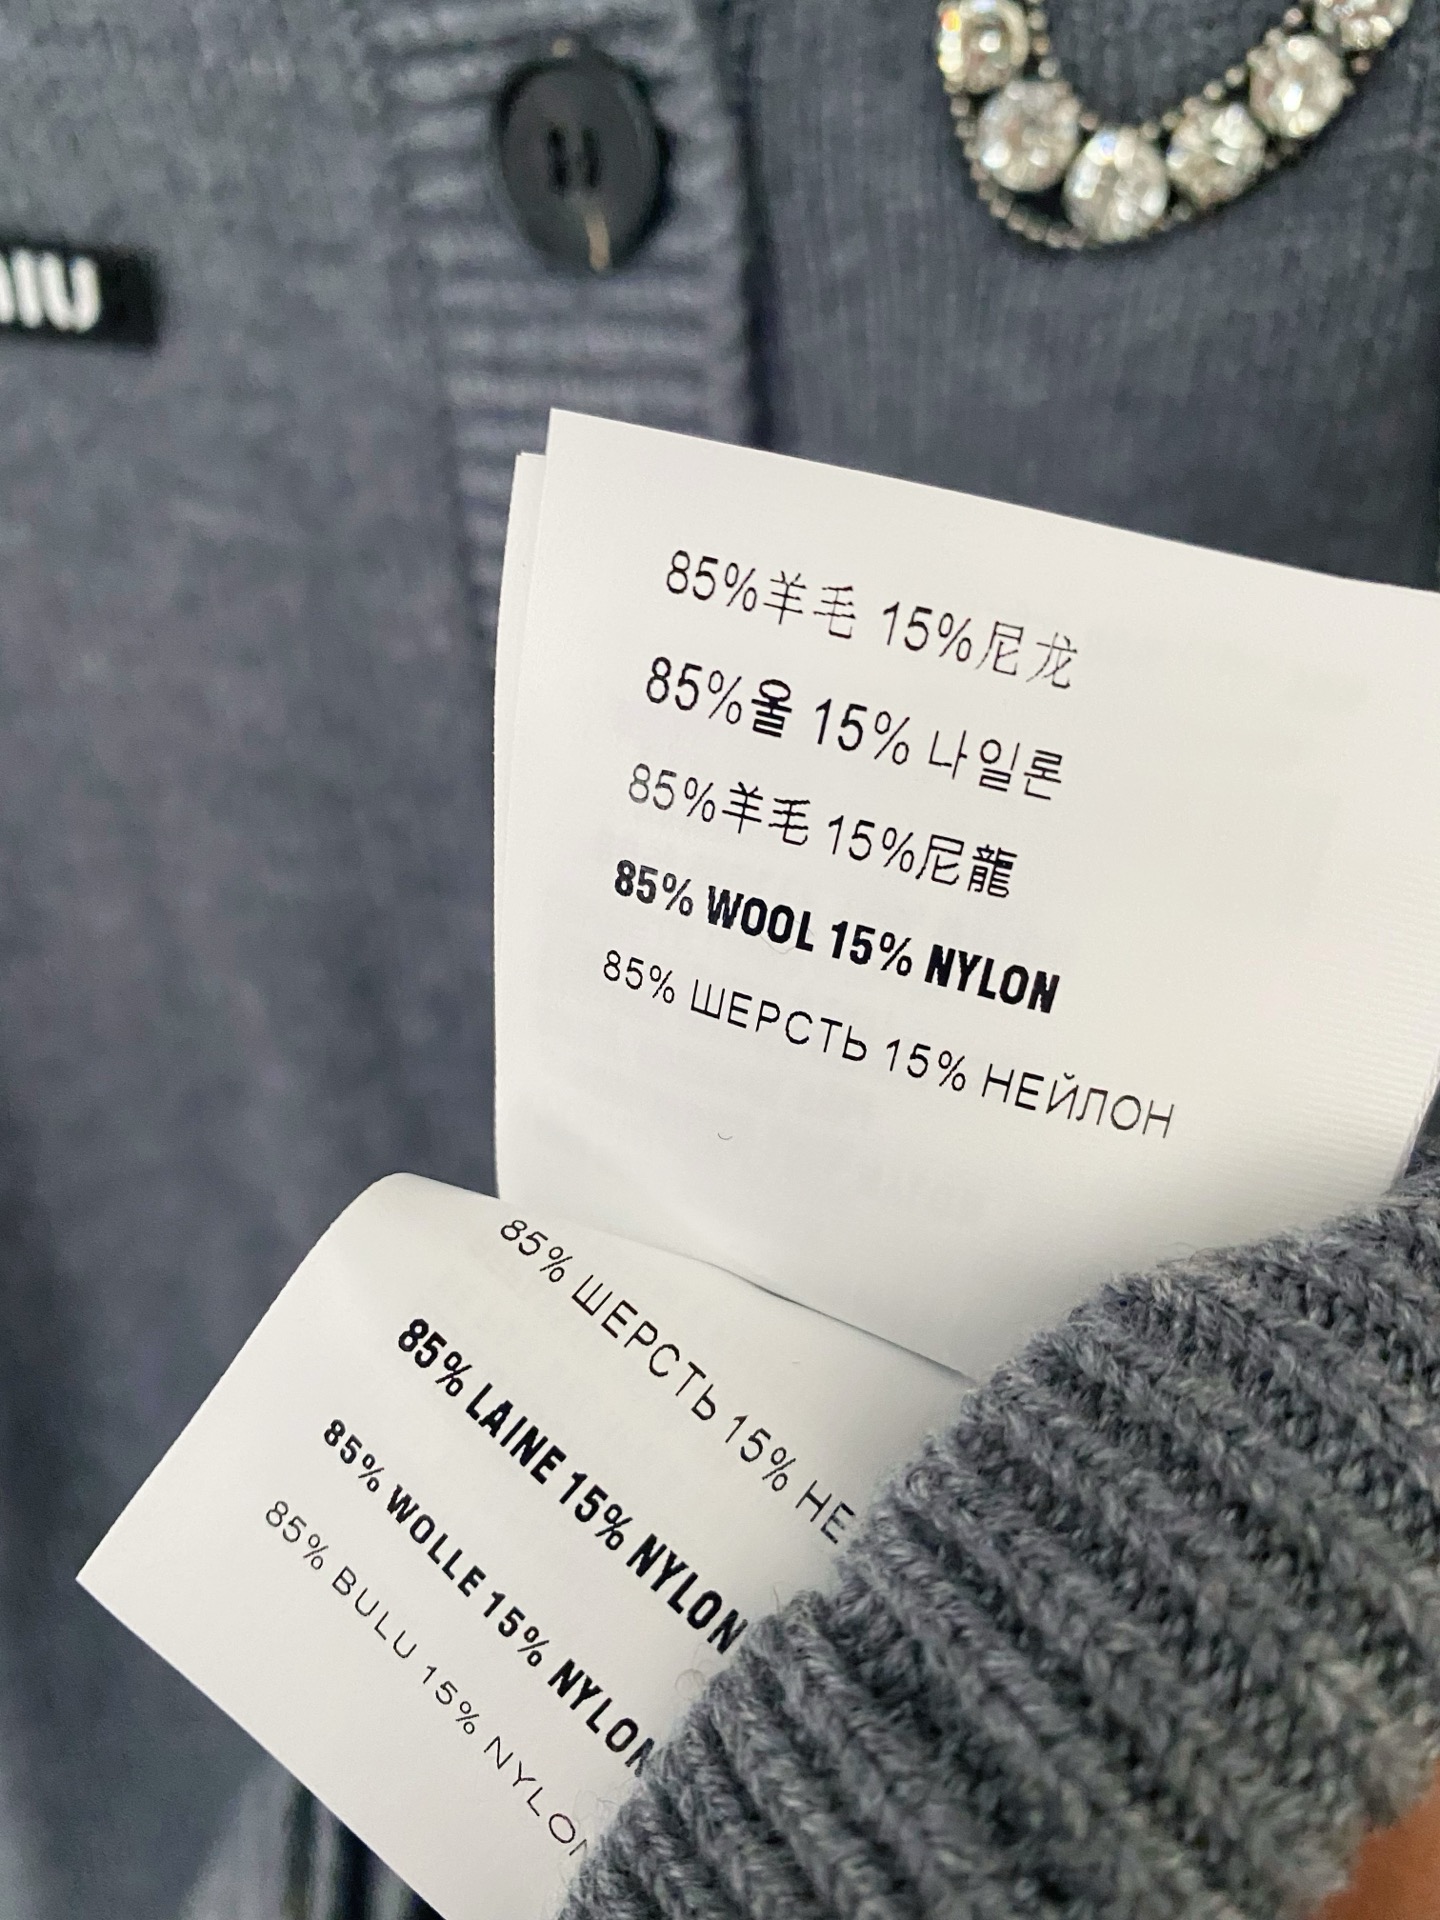 85%羊毛 15%尼龙
85%울 15% 나일론
85%羊毛 15%尼龍
85% WOOL 15% NYLON
85% ШЕРСТЬ 15% НЕЙЛОН
85% ШЕРСТЬ 15% НЕ
85% LAINE 15% NYLON
85% WOLLE 15% NYLON
85% BULU 15% NYLON